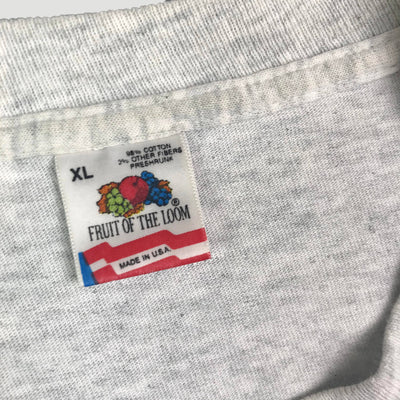 98% COTTON
2% OTHER FIBERS
PRESHRUNK
XL
®
FRUIT OF THE LOOM
MADE IN U.S.A.